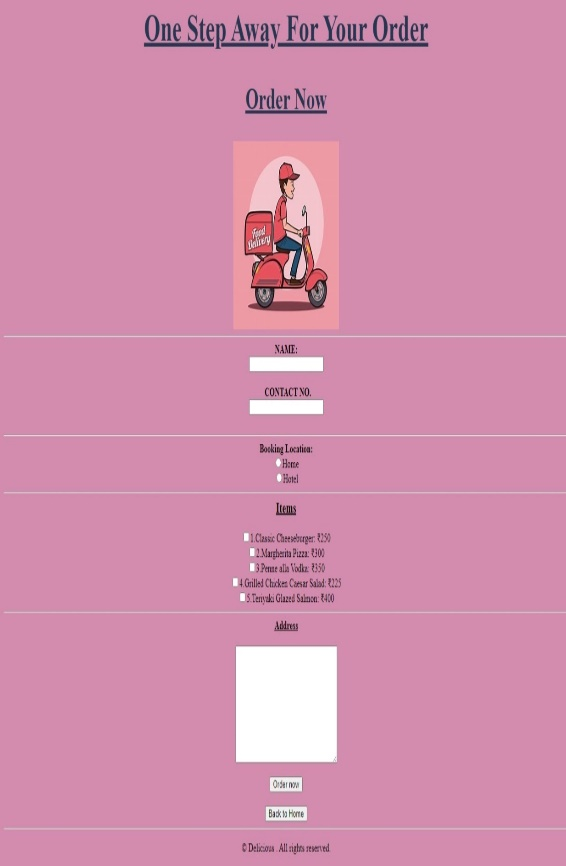 One Step Away For Your Order
Order Now
Food
Delivery
NAME:
CONTACT NO.
Booking Location:
Home
Hotel
Items
1.Classic Cheeseburger: ₹250
2.Margherita Pizza: ₹300
3.Penne alla Vodka: ₹350
4.Grilled Chicken Caesar Salad: ₹225
5.Teriyaki Glazed Salmon: ₹400
Address
Order now
Back to Home
© Delicious . All rights reserved.